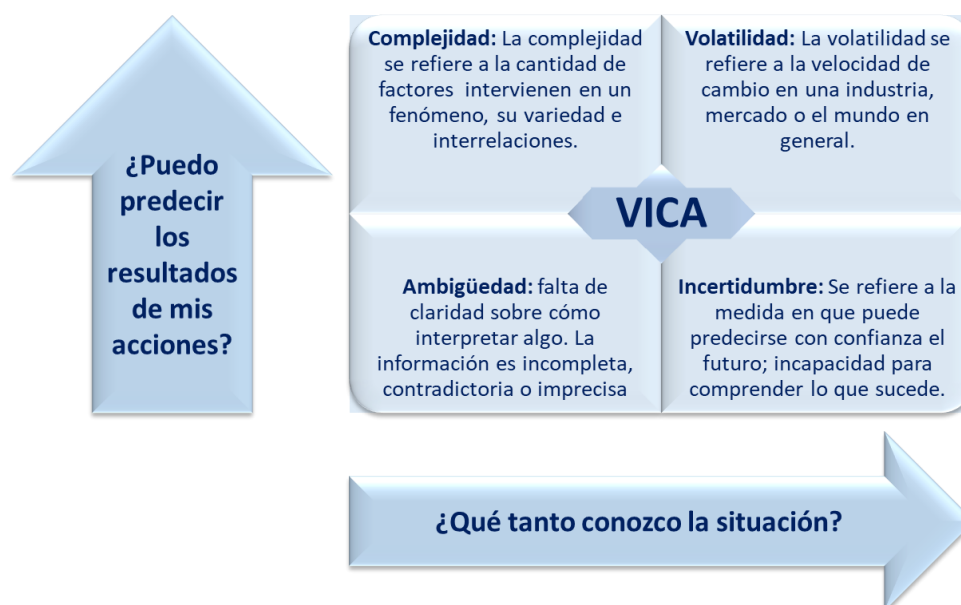 ¿Puedo
predecir
los
resultados
de mis
acciones?
Complejidad: La complejidad
se refiere a la cantidad de
factores intervienen en un
fenómeno, su variedad e
interrelaciones.
Volatilidad: La volatilidad se
refiere a la velocidad de
cambio en una industria,
mercado o el mundo en
general.
VICA
Ambigüedad: falta de
claridad sobre cómo
interpretar algo. La
información es incompleta,
contradictoria o imprecisa
Incertidumbre: Se refiere a la
medida en que puede
predecirse con confianza el
futuro; incapacidad para
comprender lo que sucede.
¿Qué tanto conozco la situación?